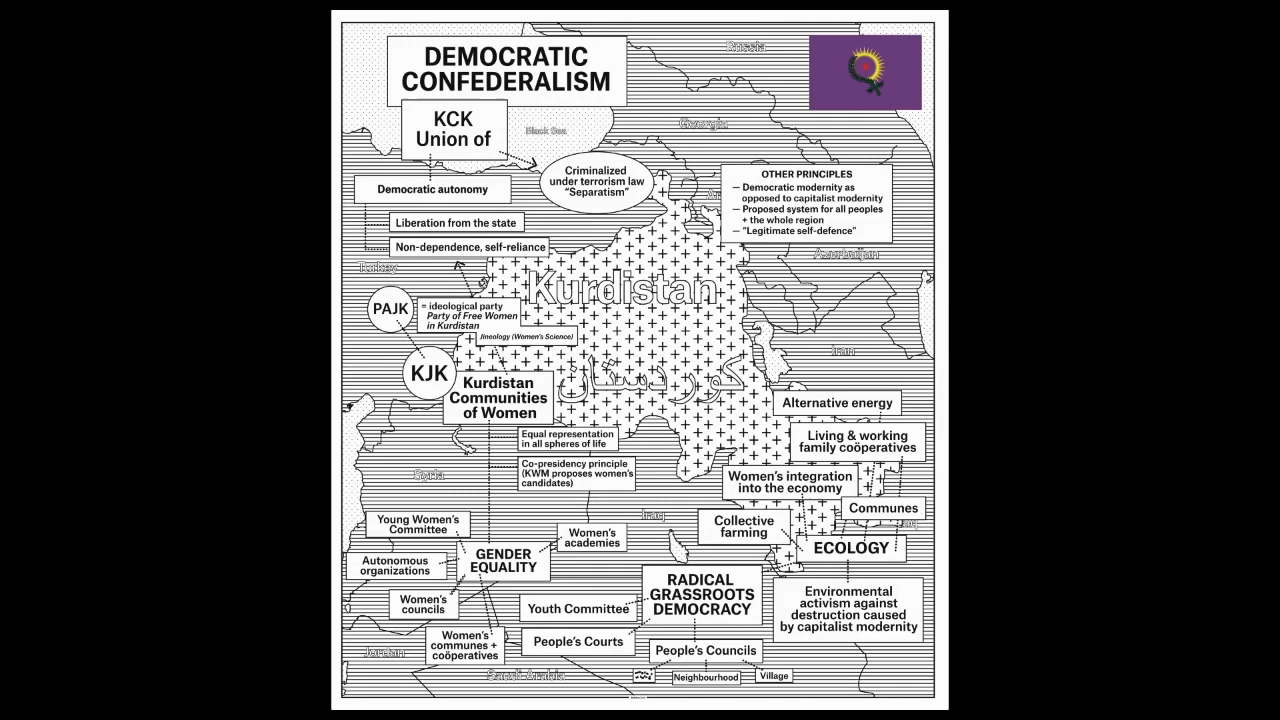 DEMOCRATIC
CONFEDERALISM
KCK
Union of
Russia
Black Sea
Georgia
Criminalized
under terrorism law
"Separatism"
OTHER PRINCIPLES
— Democratic modernity as
opposed to capitalist modernity
— Proposed system for all peoples
+ the whole region
— "Legitimate self-defence"
Democratic autonomy
Liberation from the state
Non-dependence, self-reliance
Azerbaijan
Turkey
Kurdistan
PAJK
= ideological party
Party of Free Women
in Kurdistan
Jineology (Women's Science)
Iran
KJK
كوردستان
Kurdistan
Communities
of Women
Alternative energy
Equal representation
in all spheres of life
Living & working
family coöperatives
Co-presidency principle
(KWM proposes women's
candidates)
Syria
Women's integration
into the economy
Communes
Iraq
Collective
farming
Young Women's
Committee
Women's
academies
ECOLOGY
GENDER
EQUALITY
Autonomous
organizations
RADICAL
GRASSROOTS
DEMOCRACY
Environmental
activism against
destruction caused
by capitalist modernity
Women's
councils
Youth Committee
Women's
communes +
coöperatives
People's Courts
People's Councils
Jordan
Saudi Arabia
Neighbourhood
Village